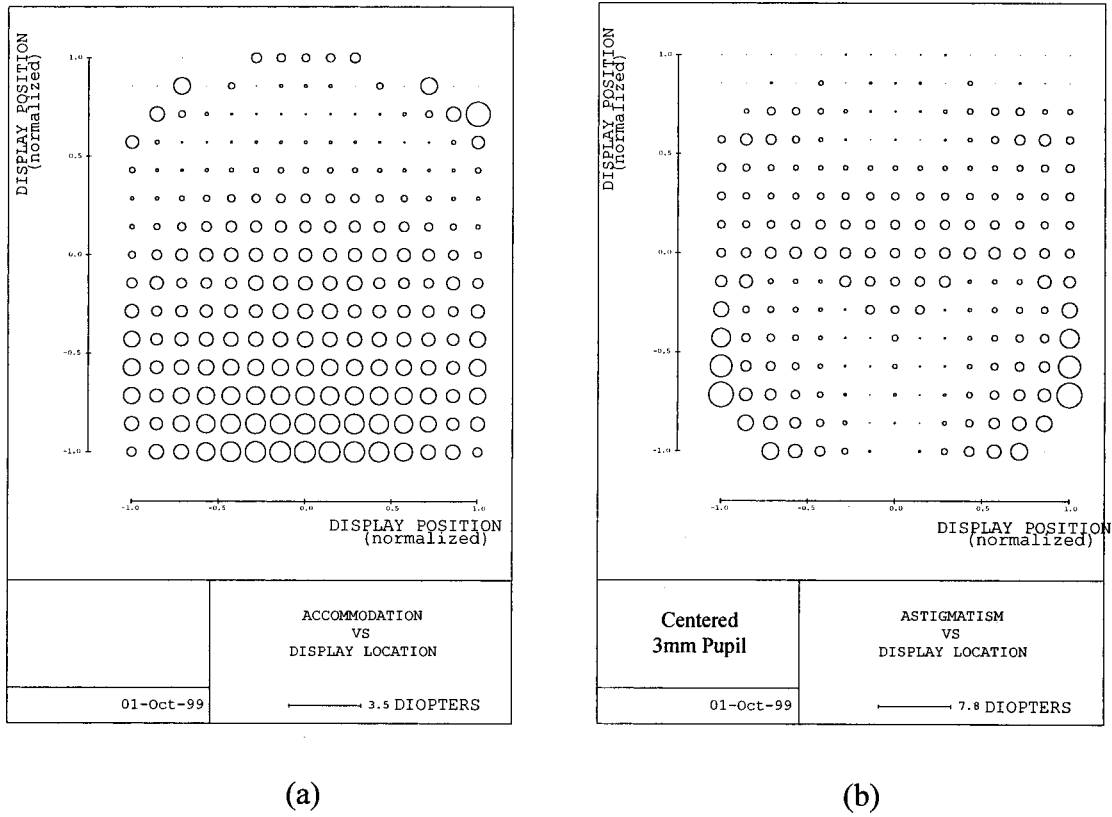 DISPLAY POSITION
(normalized)
1.0
0.5
0.0
-0.5
-1.0
-1.0
-0.5
0.0
0.5
1.0
DISPLAY POSITION
(normalized)
ACCOMMODATION
VS
DISPLAY LOCATION
01-Oct-99
3.5 DIOPTERS
(a)
DISPLAY POSITION
(normalized)
1.0
0.5
0.0
-0.5
-1.0
-1.0
-0.5
0.0
0.5
1.0
DISPLAY POSITION
(normalized)
Centered
3mm Pupil
ASTIGMATISM
VS
DISPLAY LOCATION
01-Oct-99
7.8 DIOPTERS
(b)